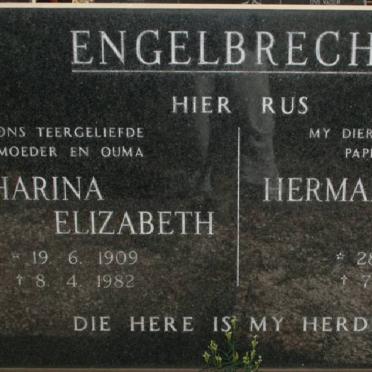 ENGELBRECH
HIER RUS
ONS TEERGELIEFDE
MOEDER EN OUMA
HARINA
ELIZABETH
* 19. 6. 1909
† 8. 4. 1982
MY DIER
PAP
HERMA
* 28
† 7
DIE HERE IS MY HERD